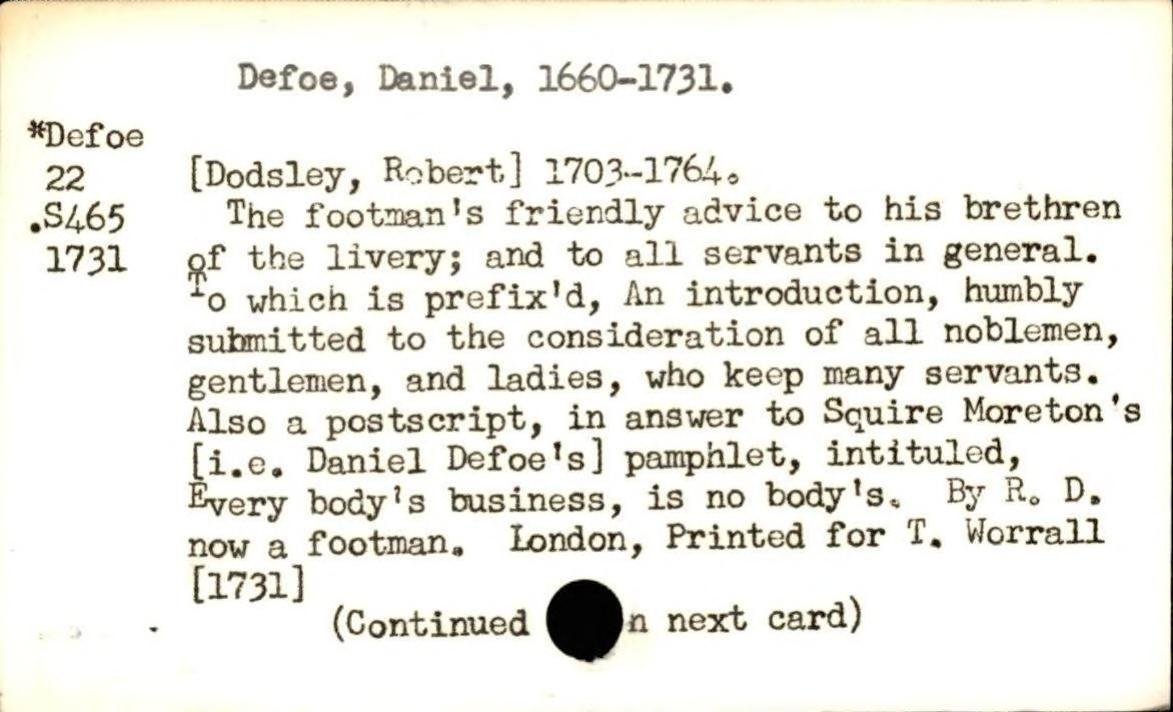 Defoe, Daniel, 1660-1731.
*Defoe
22 [Dodsley, Robert] 1703-1764.
.S465 The footman's friendly advice to his brethren
1731 of the livery; and to all servants in general.
To which is prefix'd, An introduction, humbly
submitted to the consideration of all noblemen,
gentlemen, and ladies, who keep many servants.
Also a postscript, in answer to Squire Moreton's
[i.e. Daniel Defoe's] pamphlet, intituled,
Every body's business, is no body's. By R. D.
now a footman. London, Printed for T. Worrall
[1731]
(Continued n next card)